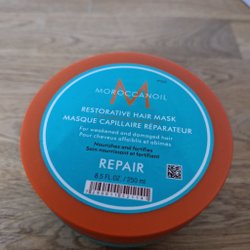 M
MOROCCANOIL
RESTORATIVE HAIR MASK
MASQUE CAPILLAIRE RÉPARATEUR
For weakened and damaged hair
Pour cheveux affaiblis et abîmés
Nourishes and fortifies
Soin nourrissant et fortifiant
REPAIR
8.5 FL.OZ. / 250 ml